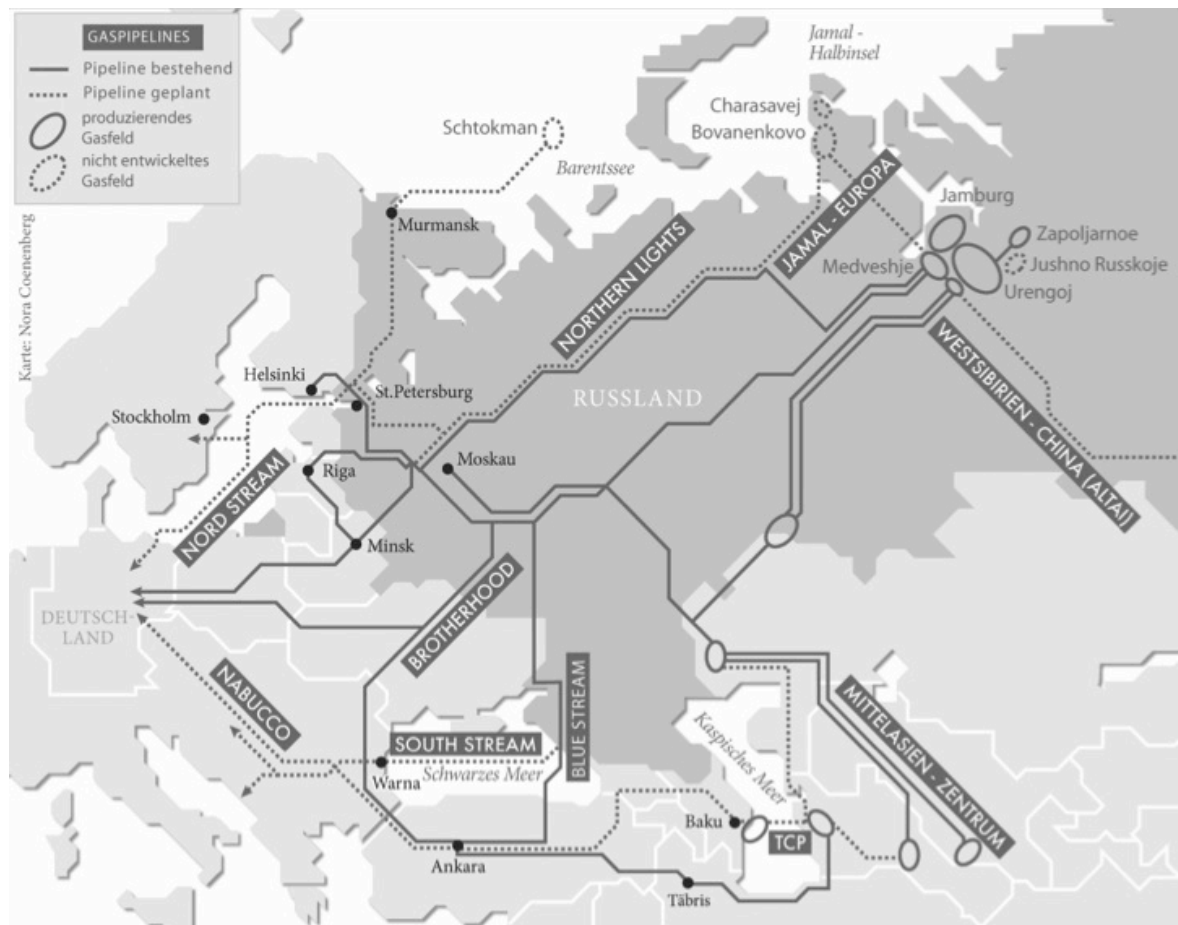 GASPIPELINES
Pipeline bestehend
Pipeline geplant
produzierendes
Gasfeld
nicht entwickeltes
Gasfeld
Karte: Nora Coenenberg
Jamal -
Halbinsel
Charasavej
Bovanenkovo
Schtokman
Barentssee
Murmansk
JAMAL - EUROPA
Jamburg
Zapoljarnoe
Medveshje
Jushno Russkoje
Urengoj
NORTHERN LIGHTS
WESTSIBIRIEN - CHINA (ALTAI)
Helsinki
St.Petersburg
RUSSLAND
Stockholm
Riga
Moskau
NORD STREAM
Minsk
BROTHERHOOD
DEUTSCH-
LAND
NABUCCO
BLUE STREAM
SOUTH STREAM
Schwarzes Meer
Warna
Kaspisches Meer
MITTELASIEN - ZENTRUM
Baku
TCP
Ankara
Täbris